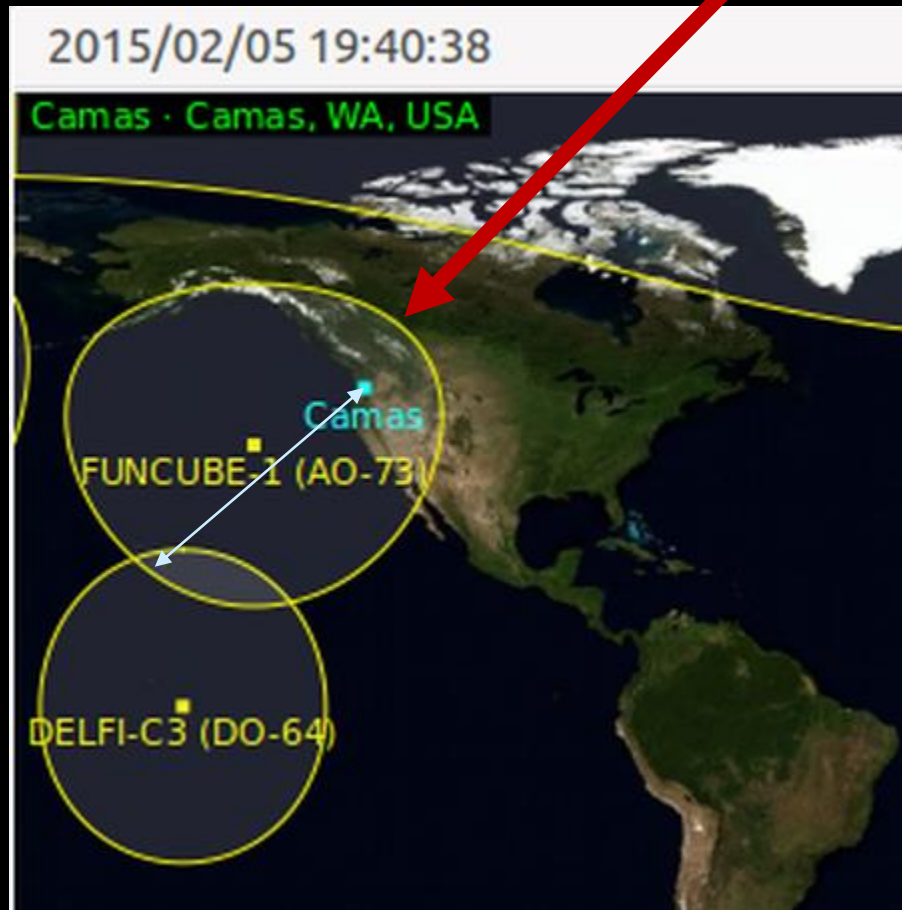 2015/02/05 19:40:38
Camas · Camas, WA, USA
Camas
FUNCUBE-1 (AO-73)
DELFI-C3 (DO-64)